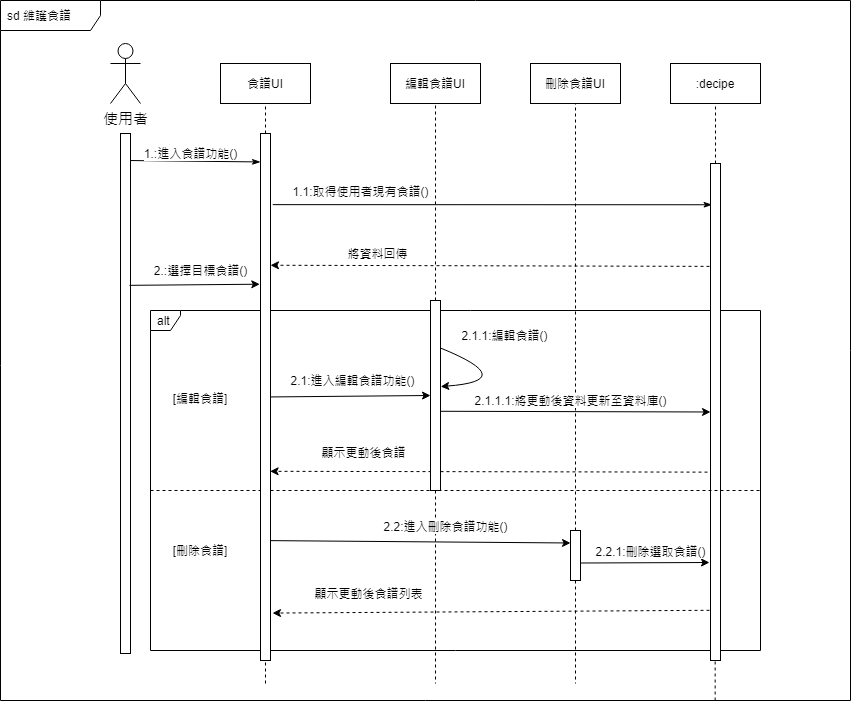 sd 維護食譜
使用者
食譜UI
編輯食譜UI
刪除食譜UI
:decipe
1.:進入食譜功能()
1.1:取得使用者現有食譜()
將資料回傳
2.:選擇目標食譜()
alt
2.1.1:編輯食譜()
2.1:進入編輯食譜功能()
[編輯食譜]
2.1.1.1:將更動後資料更新至資料庫()
顯示更動後食譜
2.2:進入刪除食譜功能()
[刪除食譜]
2.2.1:刪除選取食譜()
顯示更動後食譜列表